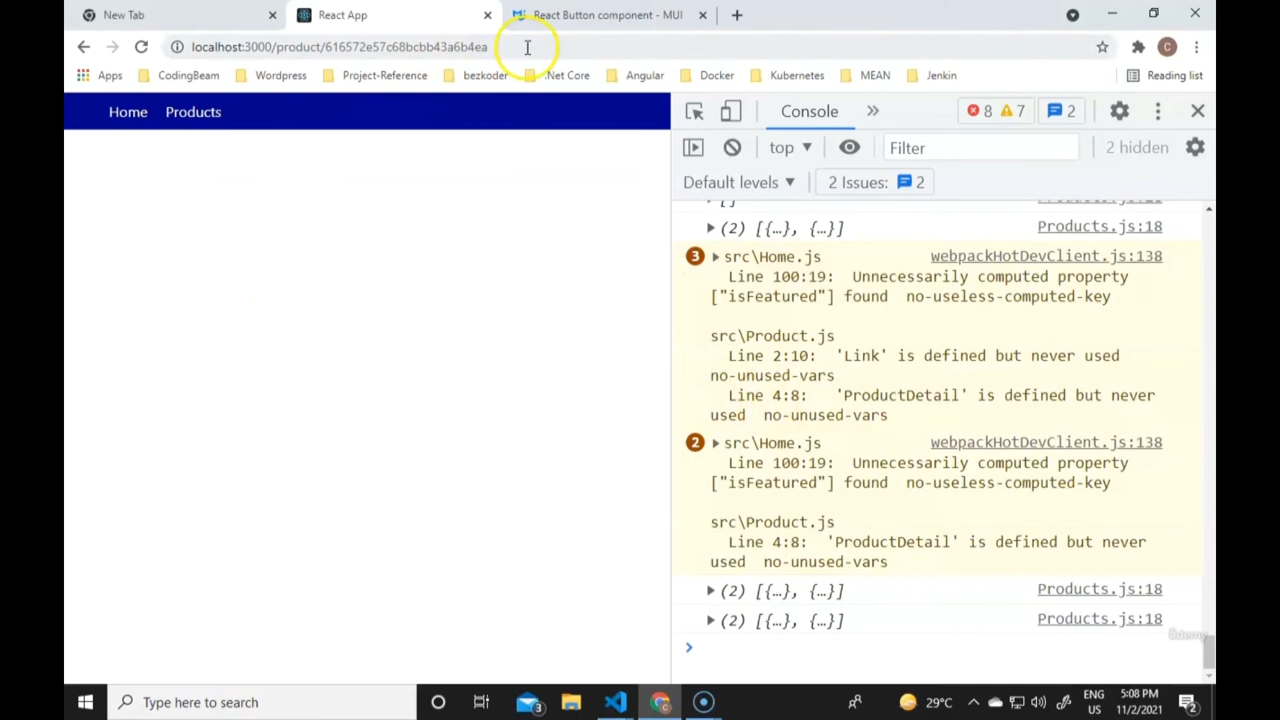 New Tab
React App
React Button component - MUI
localhost:3000/product/616572e57c68bcbb43a6b4ea
Apps CodingBeam Wordpress Project-Reference bezkoder .Net Core Angular Docker Kubernetes MEAN Jenkin Reading list
Home Products
Console » 8 7 2
top Filter 2 hidden
Default levels 2 Issues: 2
(2) [{…}, {…}] Products.js:18
3 src\Home.js webpackHotDevClient.js:138
Line 100:19: Unnecessarily computed property
["isFeatured"] found no-useless-computed-key
src\Product.js
Line 2:10: 'Link' is defined but never used
no-unused-vars
Line 4:8: 'ProductDetail' is defined but never
used no-unused-vars
2 src\Home.js webpackHotDevClient.js:138
Line 100:19: Unnecessarily computed property
["isFeatured"] found no-useless-computed-key
src\Product.js
Line 4:8: 'ProductDetail' is defined but never
used no-unused-vars
(2) [{…}, {…}] Products.js:18
(2) [{…}, {…}] Products.js:18
Udemy
Type here to search
3
29°C
ENG
US
5:08 PM
11/2/2021
2